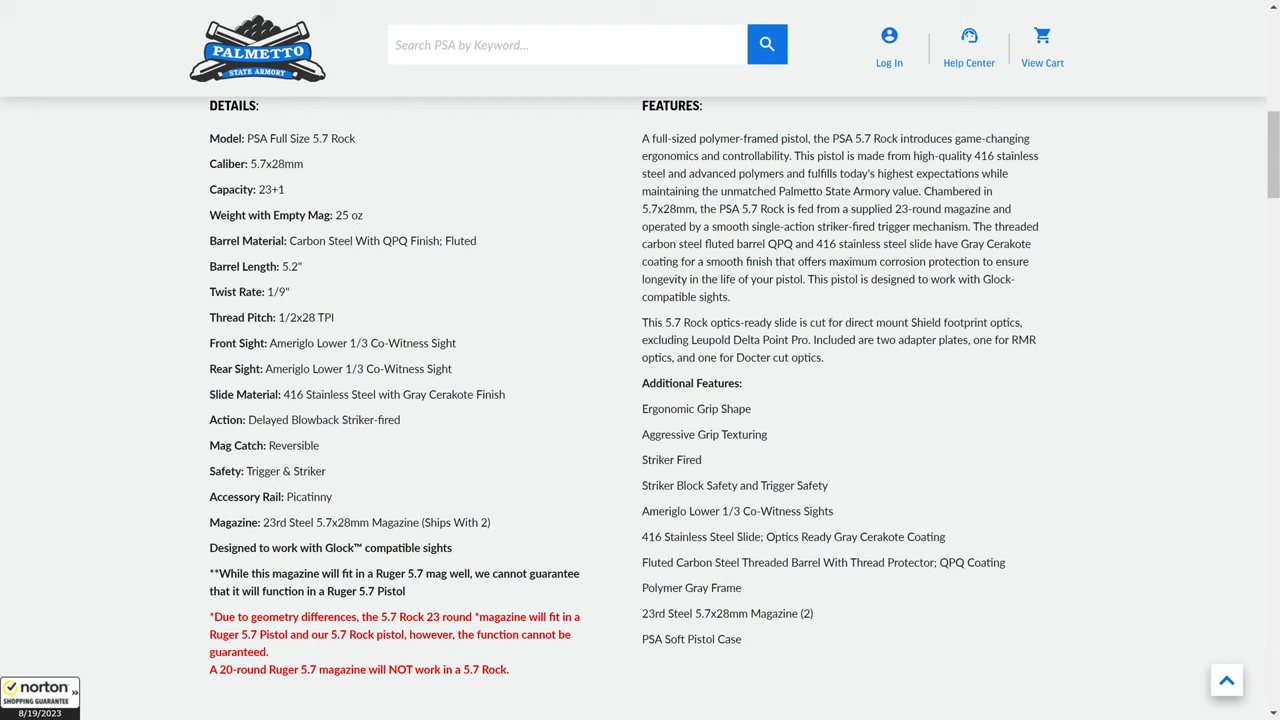 PALMETTO
STATE ARMORY
Search PSA by Keyword...
Log In
Help Center
View Cart
DETAILS:
Model: PSA Full Size 5.7 Rock
Caliber: 5.7x28mm
Capacity: 23+1
Weight with Empty Mag: 25 oz
Barrel Material: Carbon Steel With QPQ Finish; Fluted
Barrel Length: 5.2"
Twist Rate: 1/9"
Thread Pitch: 1/2x28 TPI
Front Sight: Ameriglo Lower 1/3 Co-Witness Sight
Rear Sight: Ameriglo Lower 1/3 Co-Witness Sight
Slide Material: 416 Stainless Steel with Gray Cerakote Finish
Action: Delayed Blowback Striker-fired
Mag Catch: Reversible
Safety: Trigger & Striker
Accessory Rail: Picatinny
Magazine: 23rd Steel 5.7x28mm Magazine (Ships With 2)
Designed to work with Glock™ compatible sights
**While this magazine will fit in a Ruger 5.7 mag well, we cannot guarantee
that it will function in a Ruger 5.7 Pistol
*Due to geometry differences, the 5.7 Rock 23 round *magazine will fit in a
Ruger 5.7 Pistol and our 5.7 Rock pistol, however, the function cannot be
guaranteed.
A 20-round Ruger 5.7 magazine will NOT work in a 5.7 Rock.
FEATURES:
A full-sized polymer-framed pistol, the PSA 5.7 Rock introduces game-changing
ergonomics and controllability. This pistol is made from high-quality 416 stainless
steel and advanced polymers and fulfills today's highest expectations while
maintaining the unmatched Palmetto State Armory value. Chambered in
5.7x28mm, the PSA 5.7 Rock is fed from a supplied 23-round magazine and
operated by a smooth single-action striker-fired trigger mechanism. The threaded
carbon steel fluted barrel QPQ and 416 stainless steel slide have Gray Cerakote
coating for a smooth finish that offers maximum corrosion protection to ensure
longevity in the life of your pistol. This pistol is designed to work with Glock-
compatible sights.
This 5.7 Rock optics-ready slide is cut for direct mount Shield footprint optics,
excluding Leupold Delta Point Pro. Included are two adapter plates, one for RMR
optics, and one for Docter cut optics.
Additional Features:
Ergonomic Grip Shape
Aggressive Grip Texturing
Striker Fired
Striker Block Safety and Trigger Safety
Ameriglo Lower 1/3 Co-Witness Sights
416 Stainless Steel Slide; Optics Ready Gray Cerakote Coating
Fluted Carbon Steel Threaded Barrel With Thread Protector; QPQ Coating
Polymer Gray Frame
23rd Steel 5.7x28mm Magazine (2)
PSA Soft Pistol Case
norton
SHOPPING GUARANTEE
8/19/2023